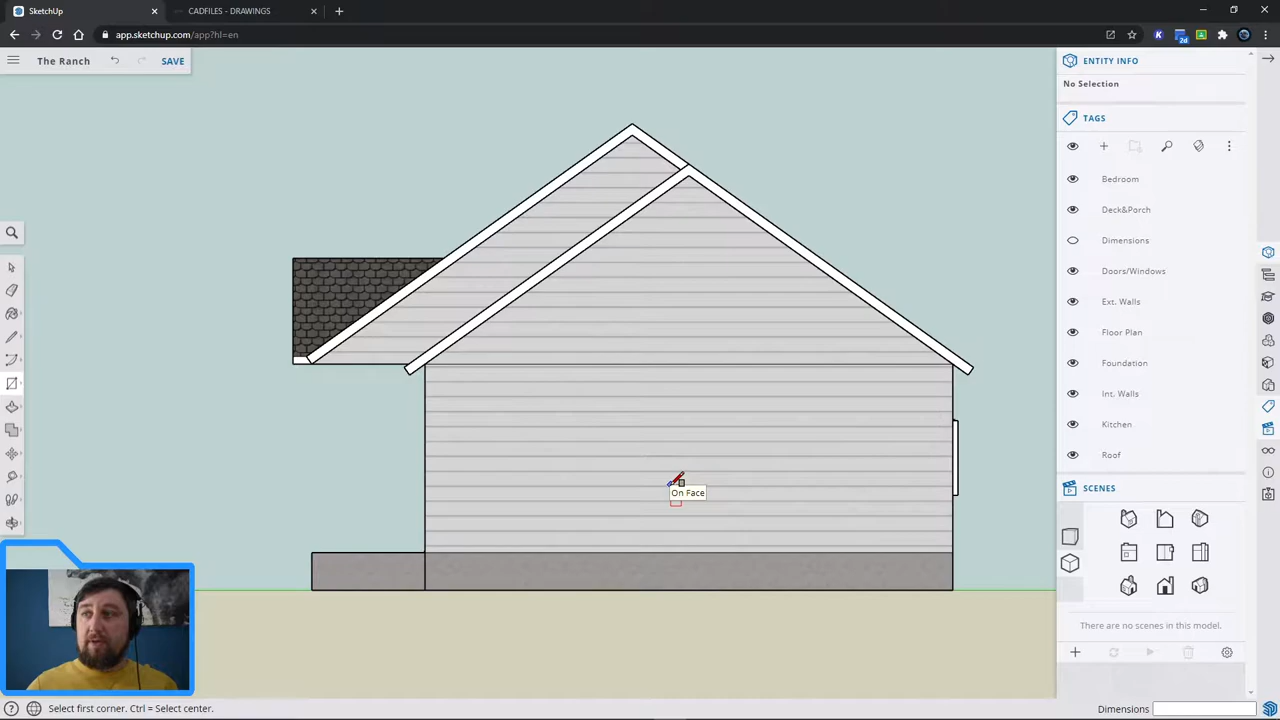 SketchUp
CADFILES - DRAWINGS
app.sketchup.com/app?hl=en
2d
The Ranch
SAVE
ENTITY INFO
No Selection
TAGS
Bedroom
Deck&Porch
Dimensions
Doors/Windows
Ext. Walls
Floor Plan
Foundation
Int. Walls
Kitchen
Roof
On Face
SCENES
There are no scenes in this model.
Select first corner. Ctrl = Select center.
Dimensions